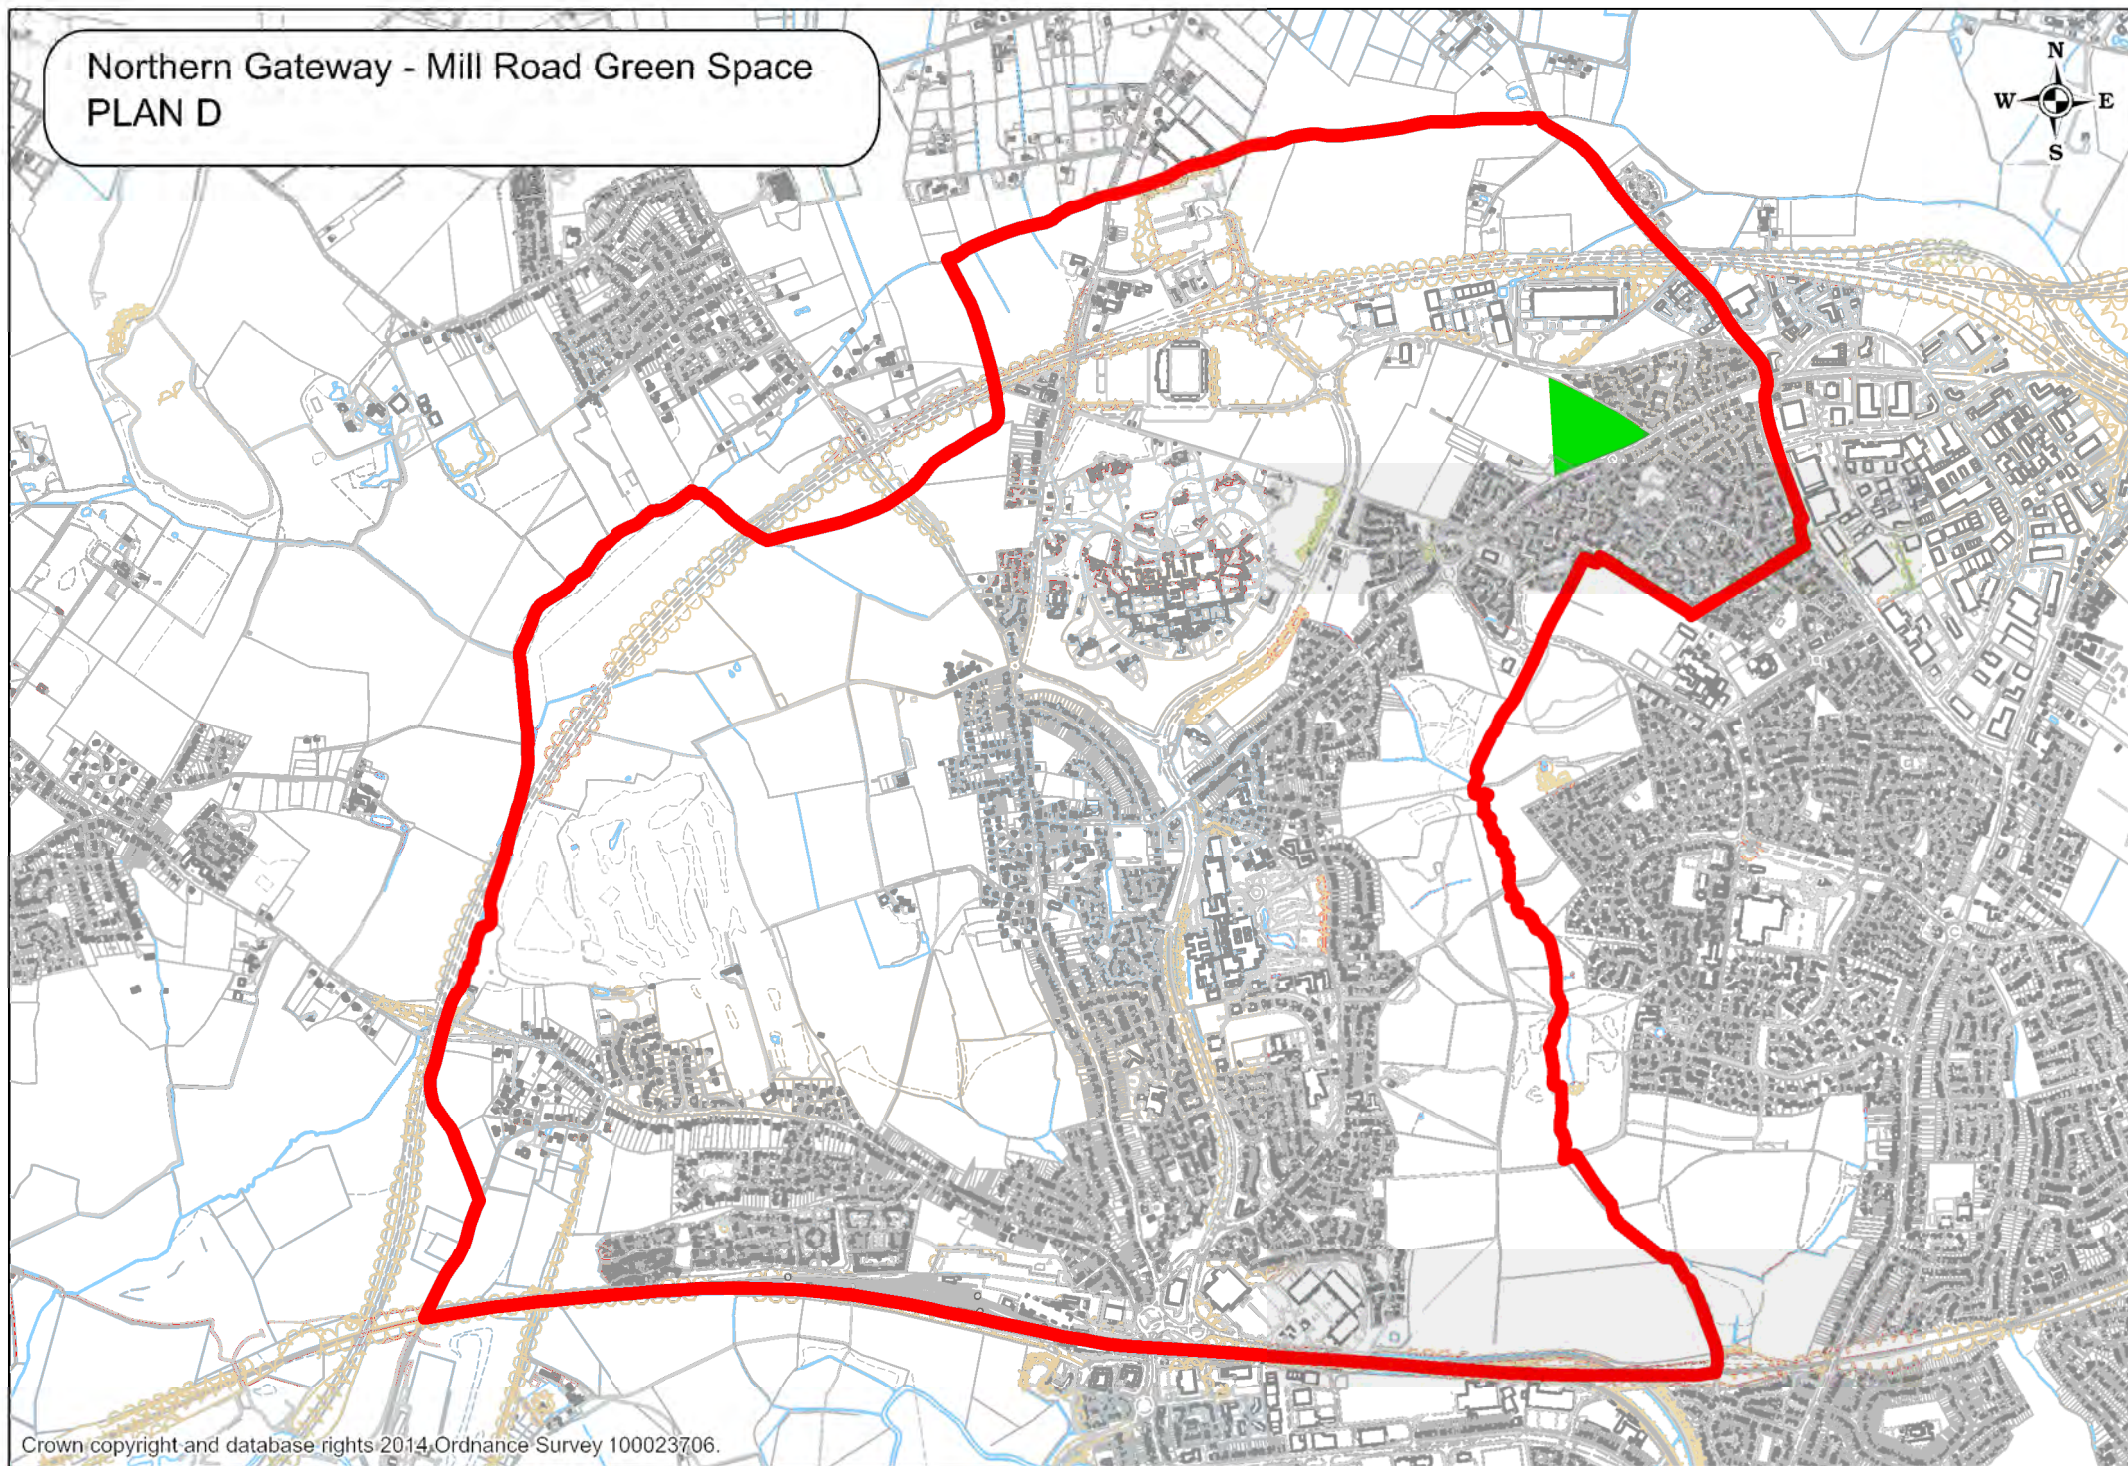 Northern Gateway - Mill Road Green Space
PLAN D
N
W E
S
Crown copyright and database rights 2014 Ordnance Survey 100023706.